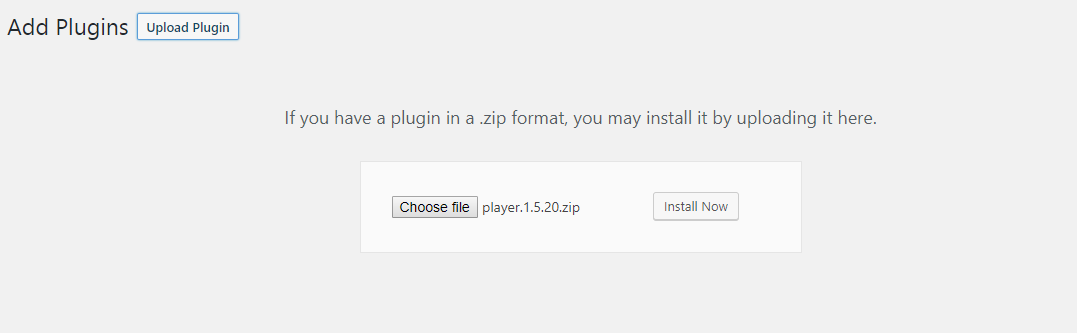 Add Plugins Upload Plugin
If you have a plugin in a .zip format, you may install it by uploading it here.
Choose file player.1.5.20.zip Install Now